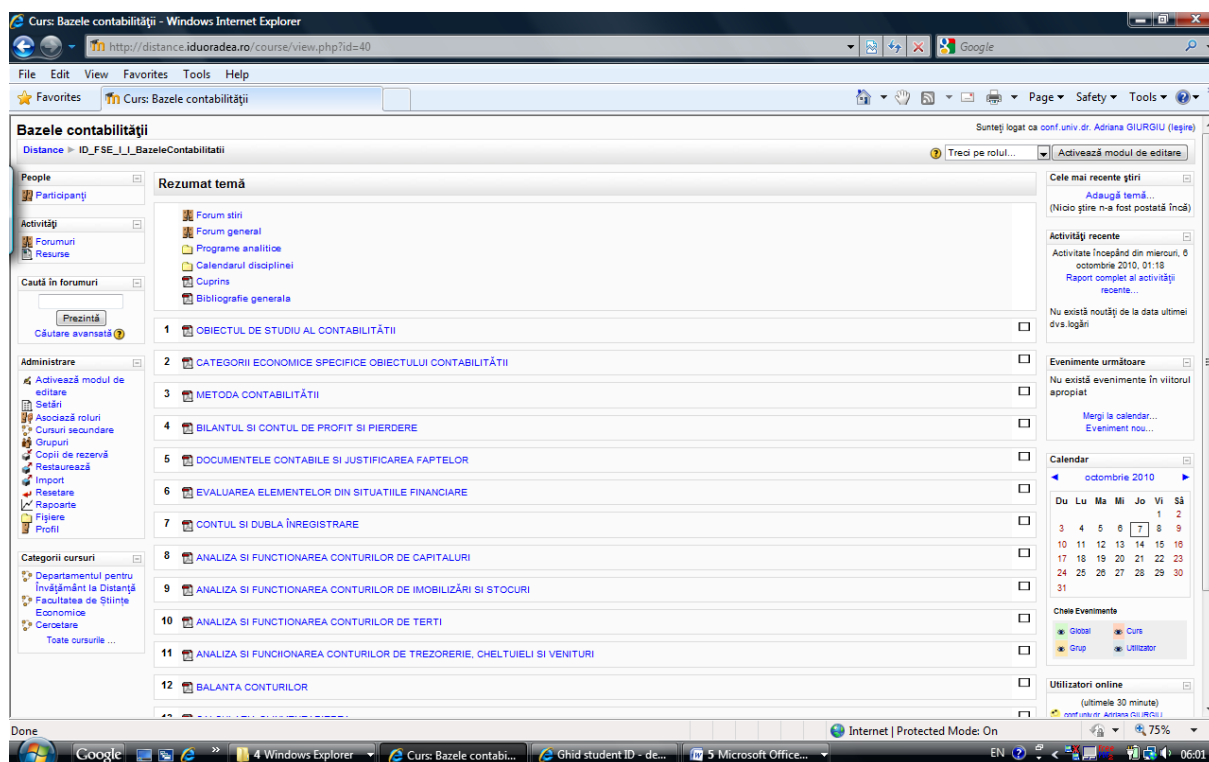 Curs: Bazele contabilităţii - Windows Internet Explorer
http://distance.iduoradea.ro/course/view.php?id=40
Google
File Edit View Favorites Tools Help
Favorites
Curs: Bazele contabilităţii
Page Safety Tools
Bazele contabilităţii
Sunteţi logat ca conf.univ.dr. Adriana GIURGIU (Ieşire)
Distance ► ID_FSE_I_I_BazeleContabilitatii
Treci pe rolul...
Activează modul de editare
People
Participanţi
Activităţi
Forumuri
Resurse
Caută în forumuri
Prezintă
Căutare avansată
Administrare
Activează modul de
editare
Setări
Asociază roluri
Cursuri secundare
Grupuri
Copii de rezervă
Restaurează
Import
Resetare
Rapoarte
Fişiere
Profil
Categorii cursuri
Departamentul pentru
Învăţământ la Distanţă
Facultatea de Științe
Economice
Cercetare
Toate cursurile ...
Rezumat temă
Forum stiri
Forum general
Programe analitice
Calendarul disciplinei
Cuprins
Bibliografie generala
1 OBIECTUL DE STUDIU AL CONTABILITĂTII
2 CATEGORII ECONOMICE SPECIFICE OBIECTULUI CONTABILITĂTII
3 METODA CONTABILITĂTII
4 BILANTUL SI CONTUL DE PROFIT SI PIERDERE
5 DOCUMENTELE CONTABILE SI JUSTIFICAREA FAPTELOR
6 EVALUAREA ELEMENTELOR DIN SITUATIILE FINANCIARE
7 CONTUL SI DUBLA ÎNREGISTRARE
8 ANALIZA SI FUNCTIONAREA CONTURILOR DE CAPITALURI
9 ANALIZA SI FUNCTIONAREA CONTURILOR DE IMOBILIZĂRI SI STOCURI
10 ANALIZA SI FUNCTIONAREA CONTURILOR DE TERTI
11 ANALIZA SI FUNCIIONAREA CONTURILOR DE TREZORERIE, CHELTUIELI SI VENITURI
12 BALANTA CONTURILOR
Cele mai recente ştiri
Adaugă temă...
(Nicio ştire n-a fost postată încă)
Activităţi recente
Activitate începând din miercuri, 6
octombrie 2010, 01:18
Raport complet al activităţii
recente...
Nu există noutăţi de la data ultimei
dvs.logări
Evenimente următoare
Nu există evenimente în viitorul
apropiat
Mergi la calendar...
Eveniment nou...
Calendar
◄ octombrie 2010 ►
Du Lu Ma Mi Jo Vi Sâ
1 2
3 4 5 6 7 8 9
10 11 12 13 14 15 16
17 18 19 20 21 22 23
24 25 26 27 28 29 30
31
Cheie Evenimente
Global Curs
Grup Utilizator
Utilizatori online
(ultimele 30 minute)
conf.univ.dr. Adriana GIURGIU
Done
Internet | Protected Mode: On
75%
Google
4 Windows Explorer
Curs: Bazele contabi...
Ghid student ID - de...
5 Microsoft Office...
EN
06:01